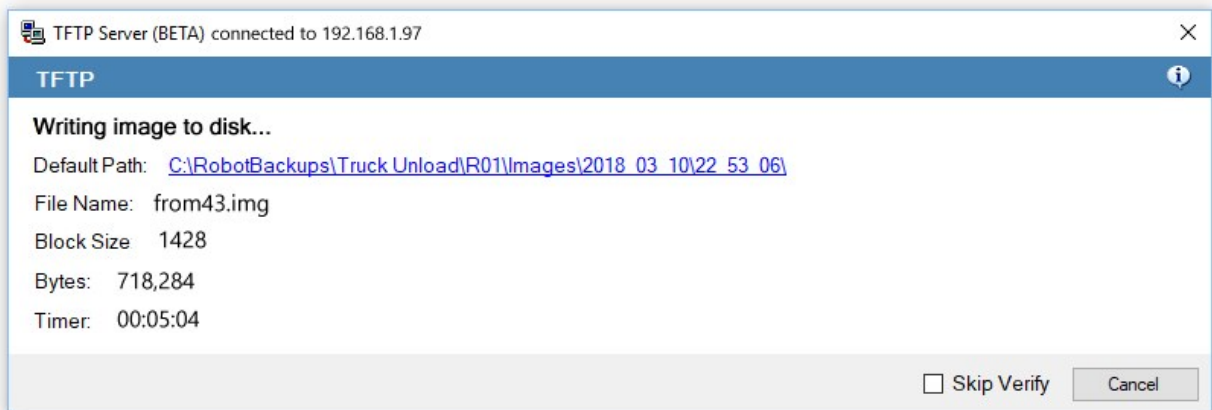 TFTP Server (BETA) connected to 192.168.1.97
TFTP
Writing image to disk...
Default Path: C:\RobotBackups\Truck Unload\R01\Images\2018_03_10\22_53_06\
File Name: from43.img
Block Size 1428
Bytes: 718,284
Timer: 00:05:04
Skip Verify Cancel